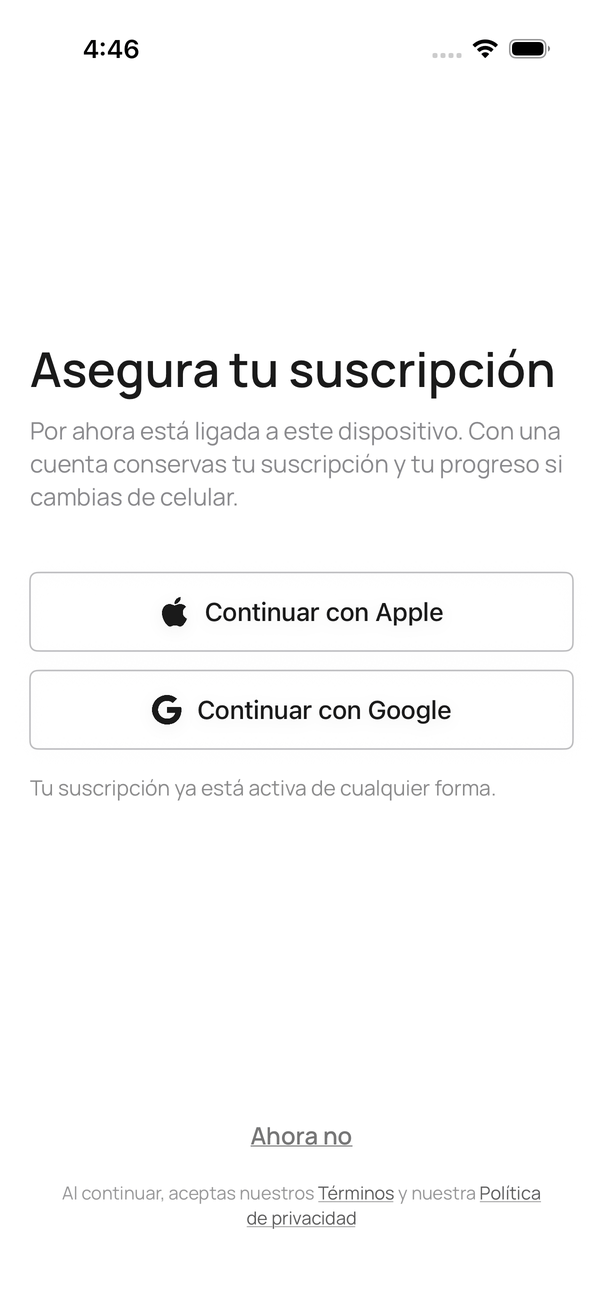 4:46
Asegura tu suscripción
Por ahora está ligada a este dispositivo. Con una
cuenta conservas tu suscripción y tu progreso si
cambias de celular.
Continuar con Apple
Continuar con Google
Tu suscripción ya está activa de cualquier forma.
Ahora no
Al continuar, aceptas nuestros Términos y nuestra Política
de privacidad